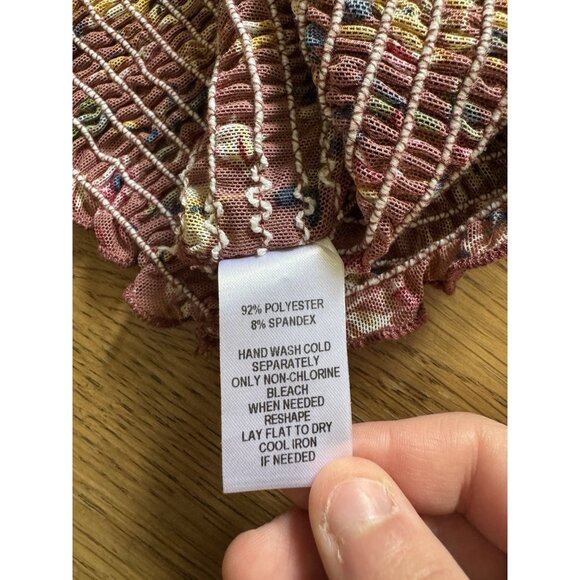 92% POLYESTER
8% SPANDEX
HAND WASH COLD
SEPARATELY
ONLY NON-CHLORINE
BLEACH
WHEN NEEDED
RESHAPE
LAY FLAT TO DRY
COOL IRON
IF NEEDED